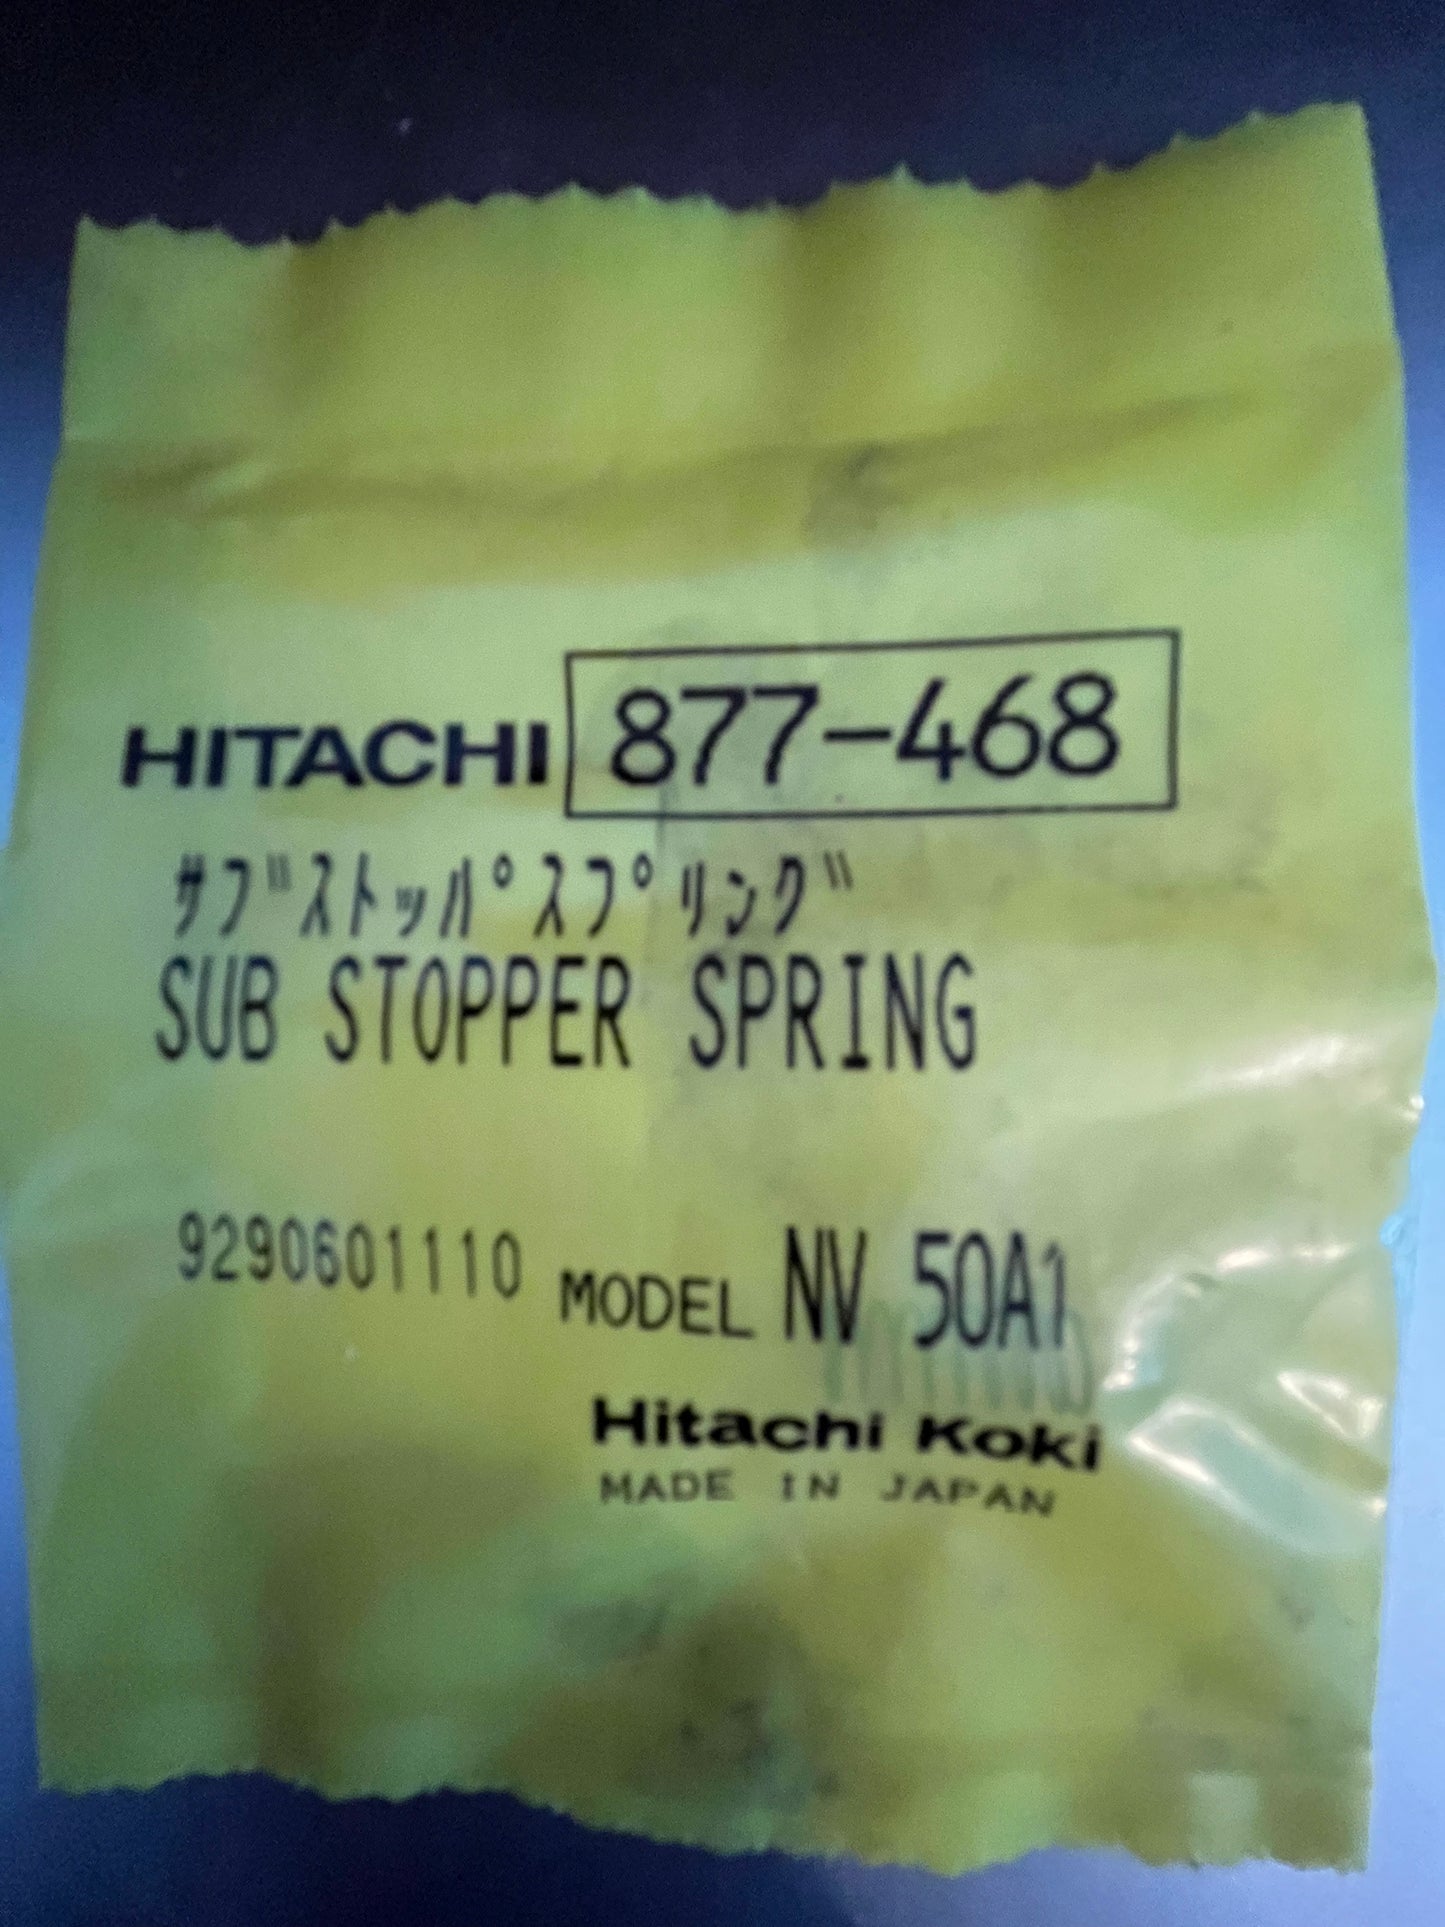 HITACHI 877-468
ｻﾌﾞｽﾄｯﾊﾟｽﾌﾟﾘﾝｸﾞ
SUB STOPPER SPRING
9290601110 MODEL NV 50A1
Hitachi Koki
MADE IN JAPAN